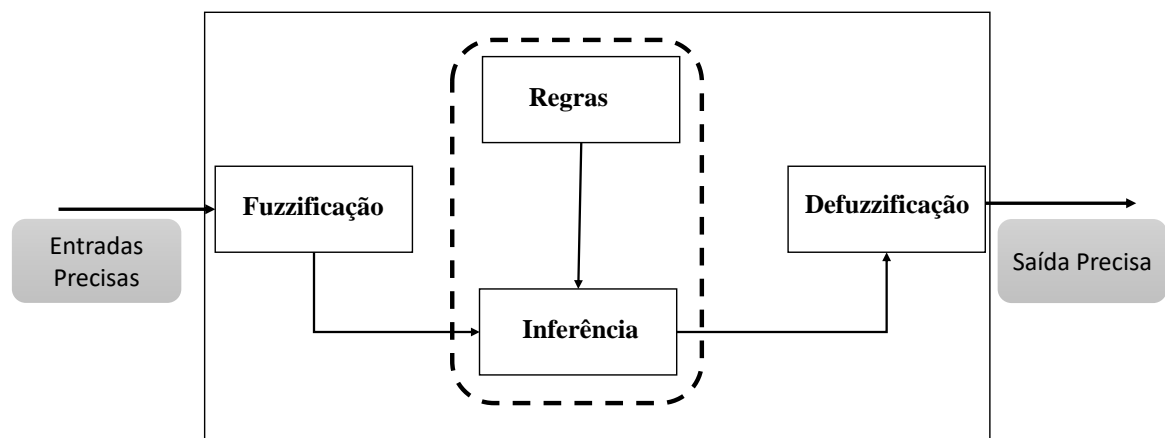 Regras
Fuzzificação
Defuzzificação
Entradas
Precisas
Saída Precisa
Inferência